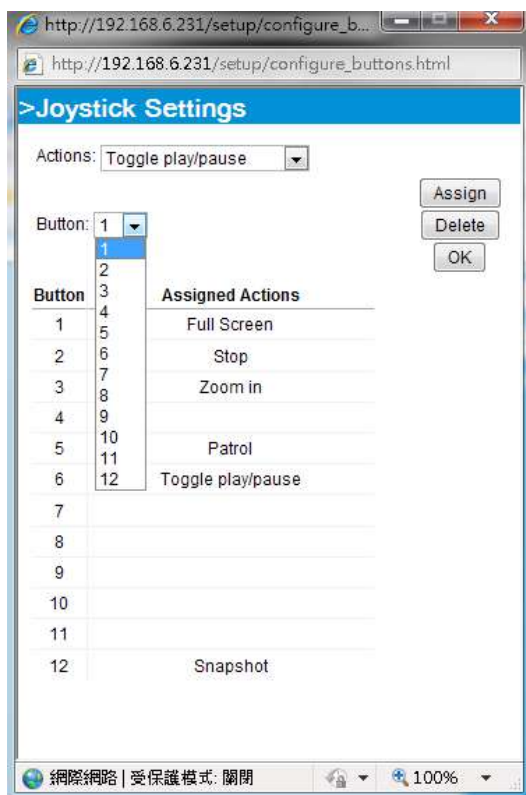 http://192.168.6.231/setup/configure_b...
http://192.168.6.231/setup/configure_buttons.html
>Joystick Settings
Actions: Toggle play/pause
Assign
Button: 1
Delete
OK
1
2
3
4
5
6
7
8
9
10
11
12
Button Assigned Actions
1 Full Screen
2 Stop
3 Zoom in
4
5 Patrol
6 Toggle play/pause
7
8
9
10
11
12 Snapshot
網際網路 | 受保護模式: 關閉 100%